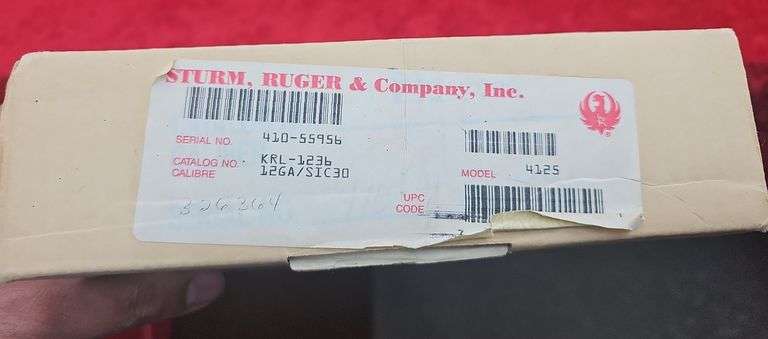 STURM, RUGER & Company, Inc.
SERIAL NO. 410-55956
CATALOG NO. KRL-1236
CALIBRE 12GA/SIC30
MODEL 4125
UPC
CODE
326364